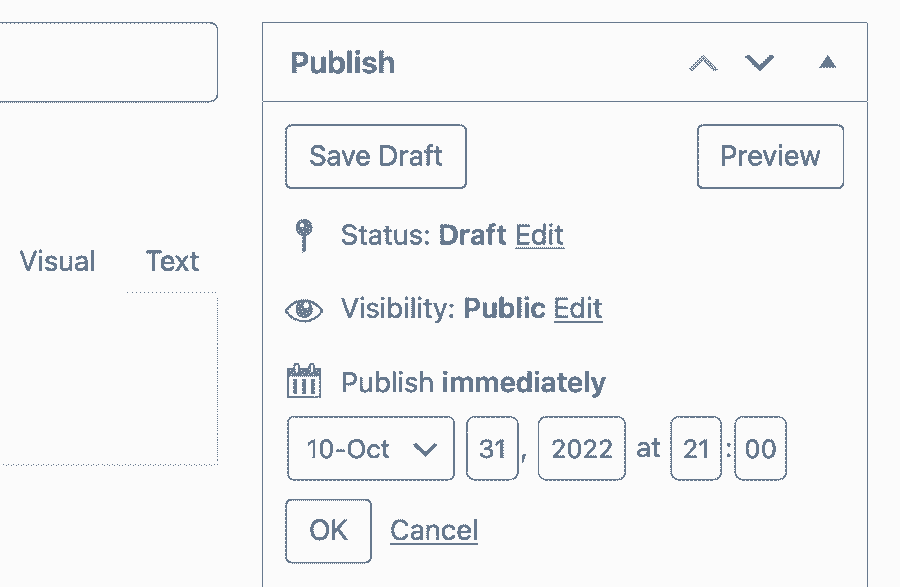 Publish
Save Draft Preview
Status: Draft Edit
Visual Text
Visibility: Public Edit
Publish immediately
10-Oct 31, 2022 at 21:00
OK Cancel